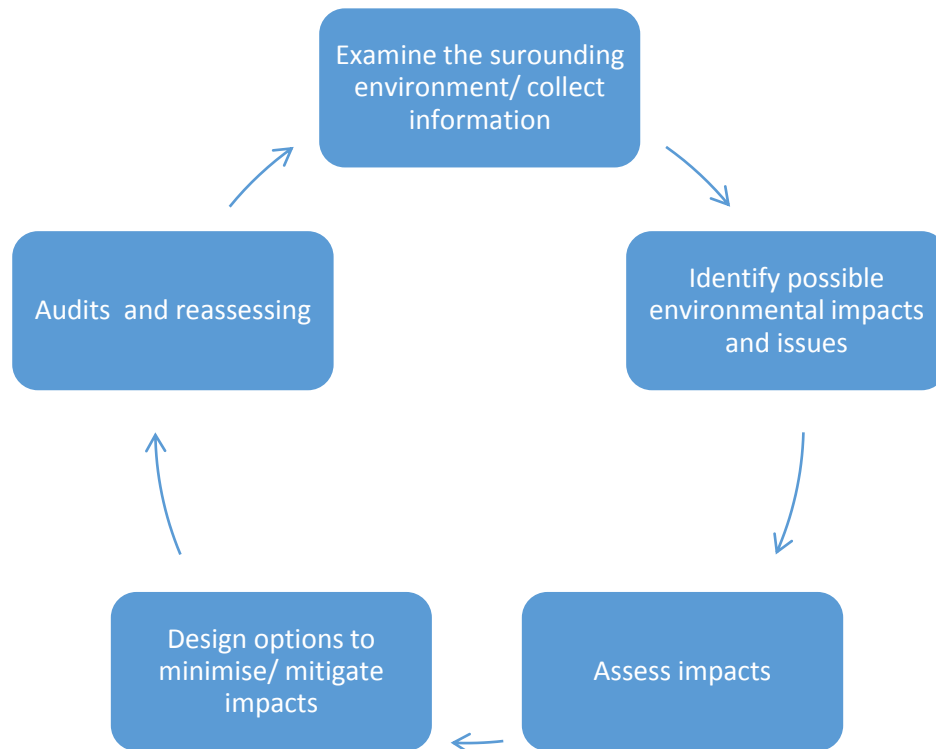 Examine the surounding
environment/ collect
information
Identify possible
environmental impacts
and issues
Assess impacts
Design options to
minimise/ mitigate
impacts
Audits  and reassessing